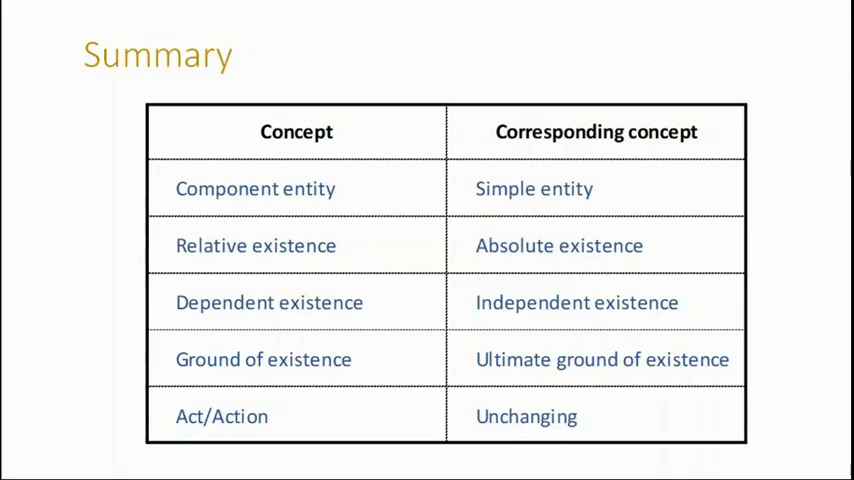 Summary
Concept Corresponding concept
Component entity Simple entity
Relative existence Absolute existence
Dependent existence Independent existence
Ground of existence Ultimate ground of existence
Act/Action Unchanging